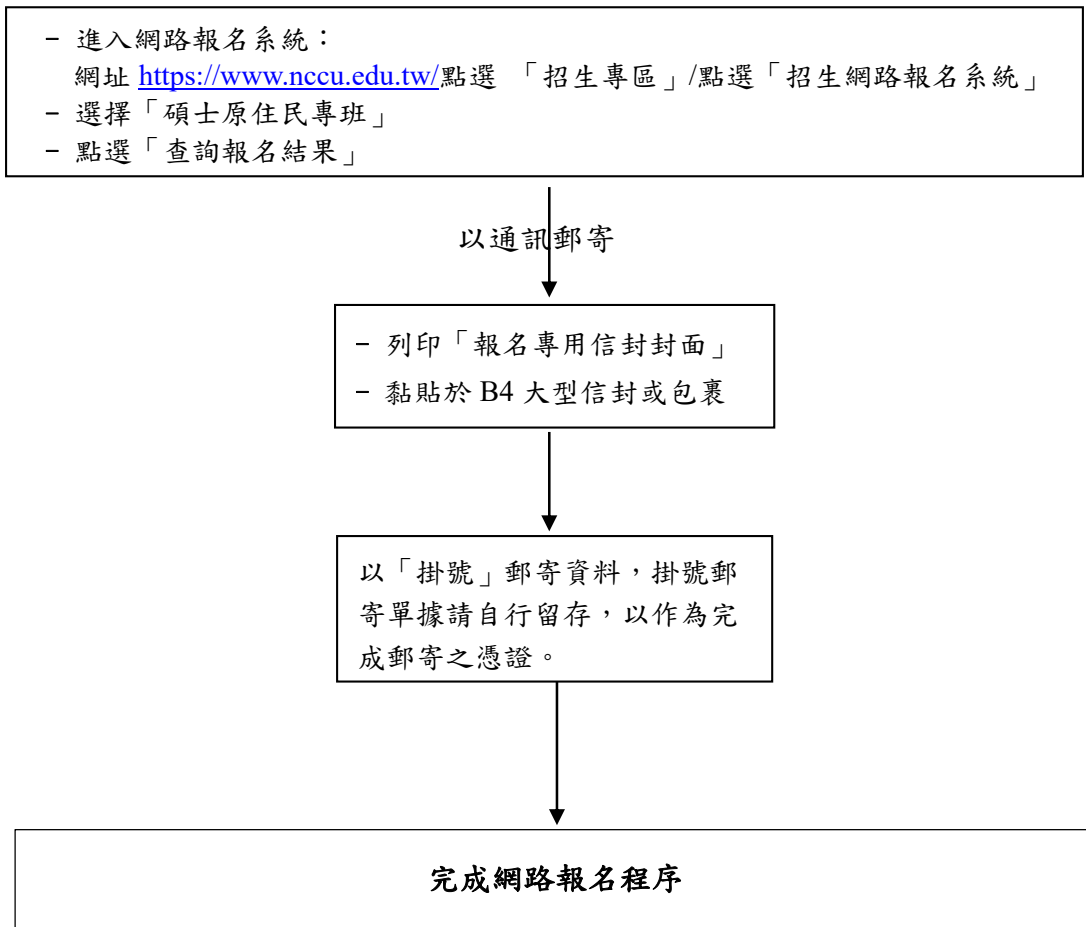 - 進入網路報名系統：
網址 https://www.nccu.edu.tw/點選 「招生專區」/點選「招生網路報名系統」
- 選擇「碩士原住民專班」
- 點選「查詢報名結果」
以通訊郵寄
- 列印「報名專用信封封面」
- 黏貼於 B4 大型信封或包裹
以「掛號」郵寄資料，掛號郵
寄單據請自行留存，以作為完
成郵寄之憑證。
完成網路報名程序